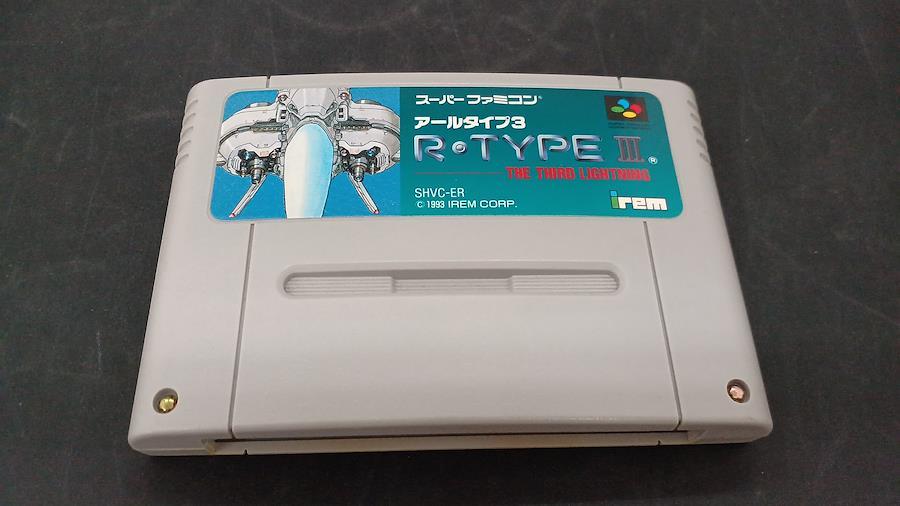 スーパーファミコン®
アールタイプ3
R•TYPE III®
THE THIRD LIGHTNING
SHVC-ER
© 1993 IREM CORP.
irem